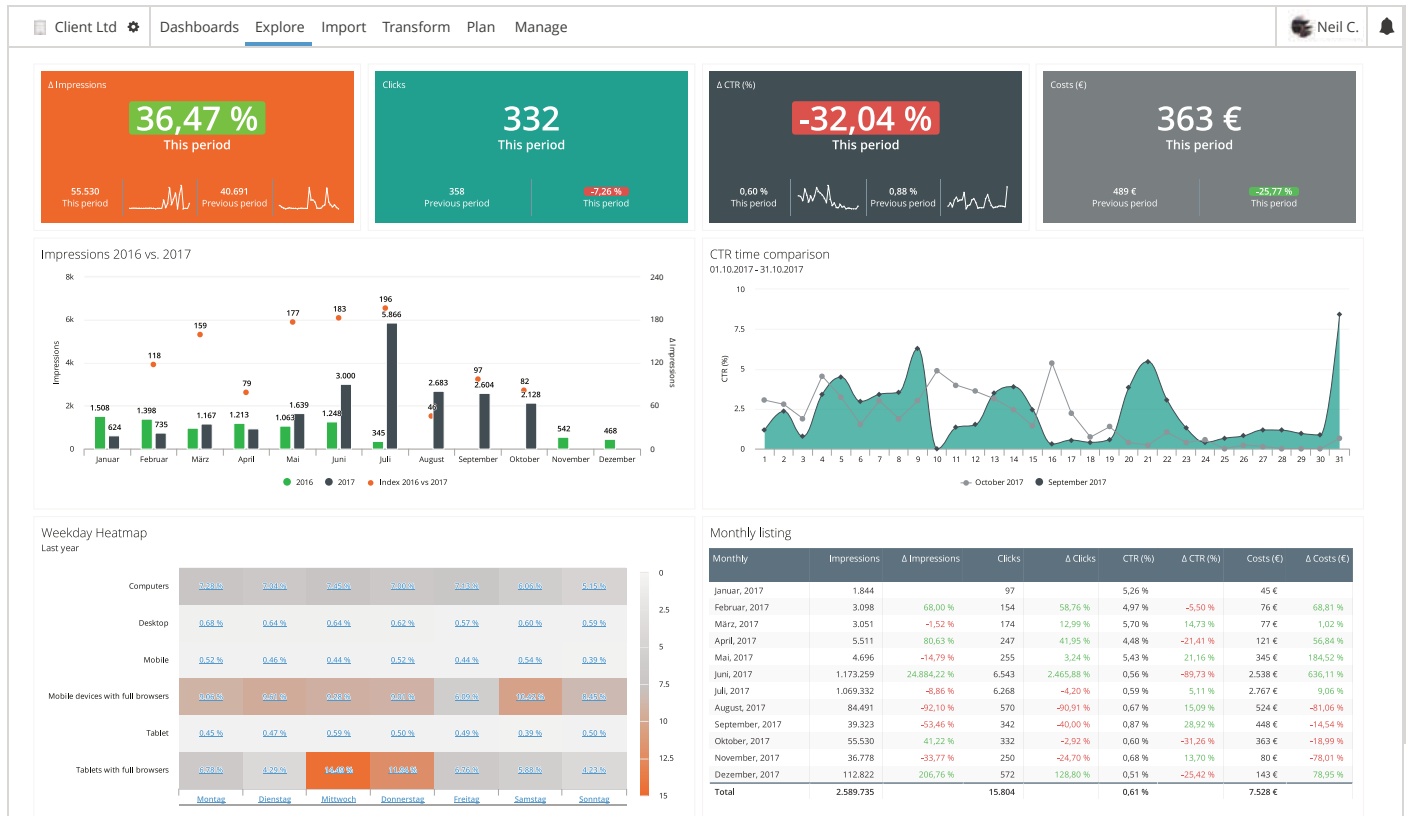 Client Ltd Dashboards Explore Import Transform Plan Manage Neil C.
Δ Impressions
36,47 %
This period
55.530
This period
40.691
Previous period
Clicks
332
This period
358
Previous period
-7,26 %
This period
Δ CTR (%)
-32,04 %
This period
0,60 %
This period
0,88 %
Previous period
Costs (€)
363 €
This period
489 €
Previous period
-25,77 %
This period
Impressions 2016 vs. 2017
8k
6k
4k
2k
0
Impressions
240
180
120
60
0
Δ Impressions
1.508 624
1.398 735 118
1.167 159
1.213 79
1.063 1.639 177
1.248 3.000 183
345 5.866 196
2.683
2.604 97
2.128 82
542
468
Januar Februar März April Mai Juni Juli August September Oktober November Dezember
2016 2017 Index 2016 vs 2017
CTR time comparison
01.10.2017 - 31.10.2017
10
7.5
5
2.5
0
CTR (%)
1 2 3 4 5 6 7 8 9 10 11 12 13 14 15 16 17 18 19 20 21 22 23 24 25 26 27 28 29 30 31
October 2017 September 2017
Weekday Heatmap
Last year
Computers 6.06 % 5.15 %
Desktop 0.68 % 0.64 % 0.64 % 0.62 % 0.57 % 0.60 % 0.59 %
Mobile 0.52 % 0.46 % 0.44 % 0.52 % 0.44 % 0.54 % 0.39 %
Mobile devices with full browsers
Tablet 0.45 % 0.47 % 0.59 % 0.50 % 0.49 % 0.39 % 0.50 %
Tablets with full browsers 6.78 % 4.29 % 6.76 % 5.88 % 4.23 %
Montag Dienstag Mittwoch Donnerstag Freitag Samstag Sonntag
0
2.5
5
7.5
10
12.5
15
Monthly listing
Monthly Impressions Δ Impressions Clicks Δ Clicks CTR (%) Δ CTR (%) Costs (€) Δ Costs (€)
Januar, 2017 1.844 97 5,26 % 45 €
Februar, 2017 3.098 68,00 % 154 58,76 % 4,97 % -5,50 % 76 € 68,81 %
März, 2017 3.051 -1,52 % 174 12,99 % 5,70 % 14,73 % 77 € 1,02 %
April, 2017 5.511 80,63 % 247 41,95 % 4,48 % -21,41 % 121 € 56,84 %
Mai, 2017 4.696 -14,79 % 255 3,24 % 5,43 % 21,16 % 345 € 184,52 %
Juni, 2017 1.173.259 24.884,22 % 6.543 2.465,88 % 0,56 % -89,73 % 2.538 € 636,11 %
Juli, 2017 1.069.332 -8,86 % 6.268 -4,20 % 0,59 % 5,11 % 2.767 € 9,06 %
August, 2017 84.491 -92,10 % 570 -90,91 % 0,67 % 15,09 % 524 € -81,06 %
September, 2017 39.323 -53,46 % 342 -40,00 % 0,87 % 28,92 % 448 € -14,54 %
Oktober, 2017 55.530 41,22 % 332 -2,92 % 0,60 % -31,26 % 363 € -18,99 %
November, 2017 36.778 -33,77 % 250 -24,70 % 0,68 % 13,70 % 80 € -78,01 %
Dezember, 2017 112.822 206,76 % 572 128,80 % 0,51 % -25,42 % 143 € 78,95 %
Total 2.589.735 15.804 0,61 % 7.528 €